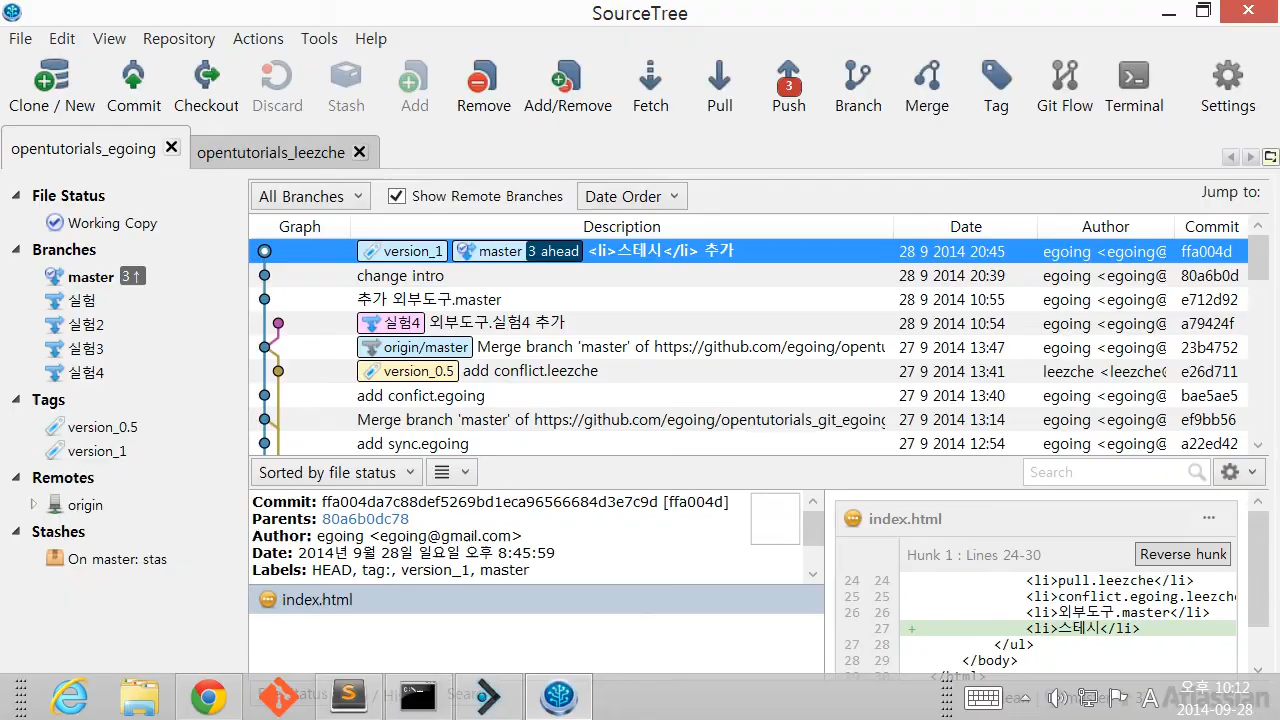 SourceTree
File Edit View Repository Actions Tools Help
3
Clone / New Commit Checkout Discard Stash Add Remove Add/Remove Fetch Pull Push Branch Merge Tag Git Flow Terminal Settings
opentutorials_egoing opentutorials_leezche
File Status
Working Copy
Branches
master 3↑
실험
실험2
실험3
실험4
Tags
version_0.5
version_1
Remotes
origin
Stashes
On master: stas
All Branches Show Remote Branches Date Order Jump to:
Graph Description Date Author Commit
version_1 master 3 ahead <li>스테시</li> 추가 28 9 2014 20:45 egoing <egoing@ ffa004d
change intro 28 9 2014 20:39 egoing <egoing@ 80a6b0d
추가 외부도구.master 28 9 2014 10:55 egoing <egoing@ e712d92
실험4 외부도구.실험4 추가 28 9 2014 10:54 egoing <egoing@ a79424f
origin/master Merge branch 'master' of https://github.com/egoing/opentu 27 9 2014 13:47 egoing <egoing@ 23b4752
version_0.5 add conflict.leezche 27 9 2014 13:41 leezche <leezche@ e26d711
add confict.egoing 27 9 2014 13:40 egoing <egoing@ bae5ae5
Merge branch 'master' of https://github.com/egoing/opentutorials_git_egoing 27 9 2014 13:14 egoing <egoing@ ef9bb56
add sync.egoing 27 9 2014 12:54 egoing <egoing@ a22ed42
Sorted by file status Search
Commit: ffa004da7c88def5269bd1eca96566684d3e7c9d [ffa004d]
Parents: 80a6b0dc78
Author: egoing <egoing@gmail.com>
Date: 2014년 9월 28일 일요일 오후 8:45:59
Labels: HEAD, tag:, version_1, master
index.html
index.html ...
Hunk 1 : Lines 24-30 Reverse hunk
24 24 <li>pull.leezche</li>
25 25 <li>conflict.egoing.leezche
26 26 <li>외부도구.master</li>
27 + <li>스테시</li>
27 28 </ul>
28 29 </body>
A 오후 10:12
2014-09-28
Atlassian